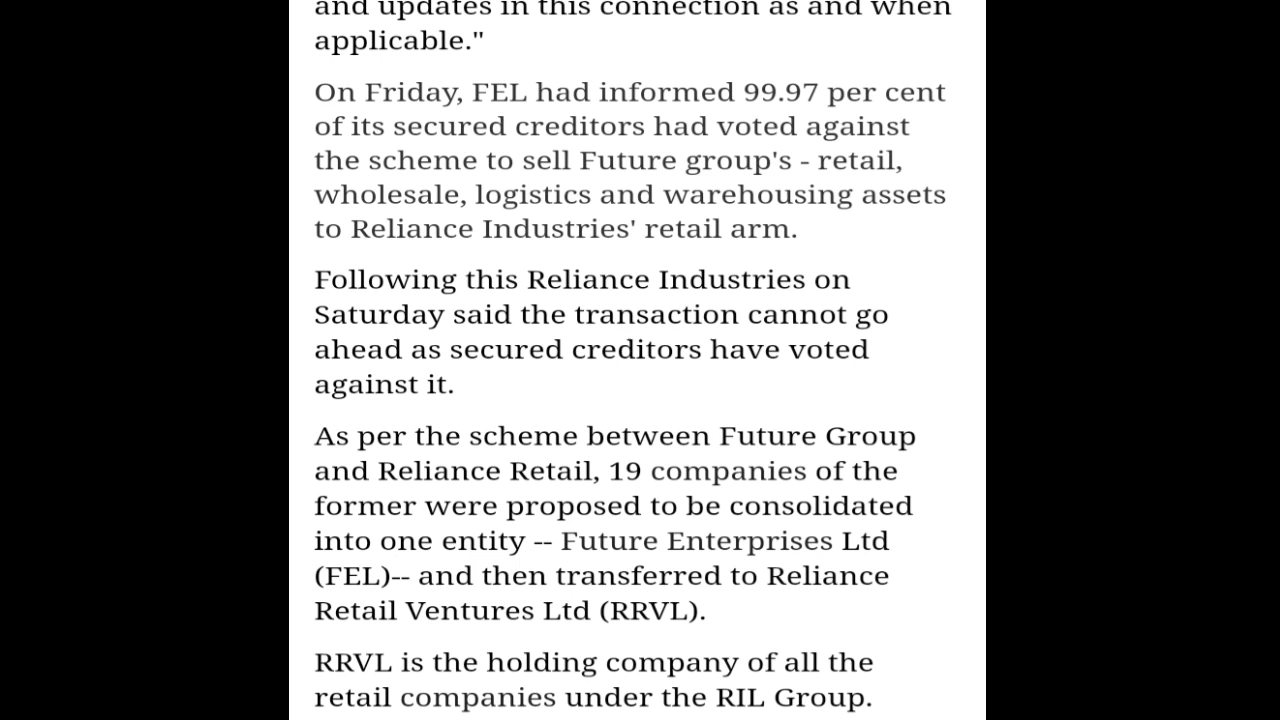 and updates in this connection as and when
applicable."
On Friday, FEL had informed 99.97 per cent
of its secured creditors had voted against
the scheme to sell Future group's - retail,
wholesale, logistics and warehousing assets
to Reliance Industries' retail arm.
Following this Reliance Industries on
Saturday said the transaction cannot go
ahead as secured creditors have voted
against it.
As per the scheme between Future Group
and Reliance Retail, 19 companies of the
former were proposed to be consolidated
into one entity -- Future Enterprises Ltd
(FEL)-- and then transferred to Reliance
Retail Ventures Ltd (RRVL).
RRVL is the holding company of all the
retail companies under the RIL Group.